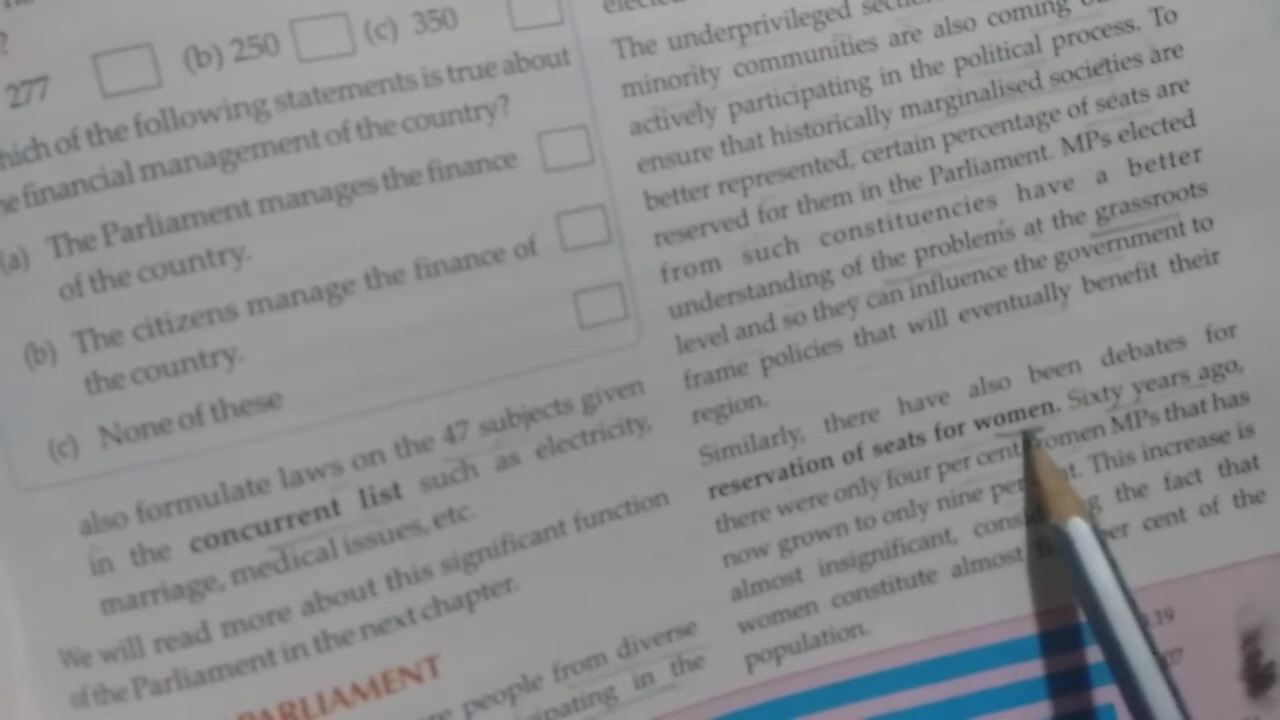 277 (b) 250 (c) 350
hich of the following statements is true about
e financial management of the country?
(a) The Parliament manages the finance
of the country.
(b) The citizens manage the finance of
the country.
(c) None of these
also formulate laws on the 47 subjects given
in the concurrent list such as electricity,
marriage, medical issues, etc.
We will read more about this significant function
of the Parliament in the next chapter.
PARLIAMENT
people from diverse
ipating in the
The underprivileged
minority communities are also coming
actively participating in the political process. To
ensure that historically marginalised societies are
better represented, certain percentage of seats are
reserved for them in the Parliament. MPs elected
from such constituencies have a better
understanding of the problems at the grassroots
level and so they can influence the government to
frame policies that will eventually benefit their
region.
Similarly, there have also been debates for
reservation of seats for women. Sixty years ago,
there were only four per cent women MPs that has
now grown to only nine per This increase is
almost insignificant, the fact that
women constitute almost per cent of the
population.
19
07